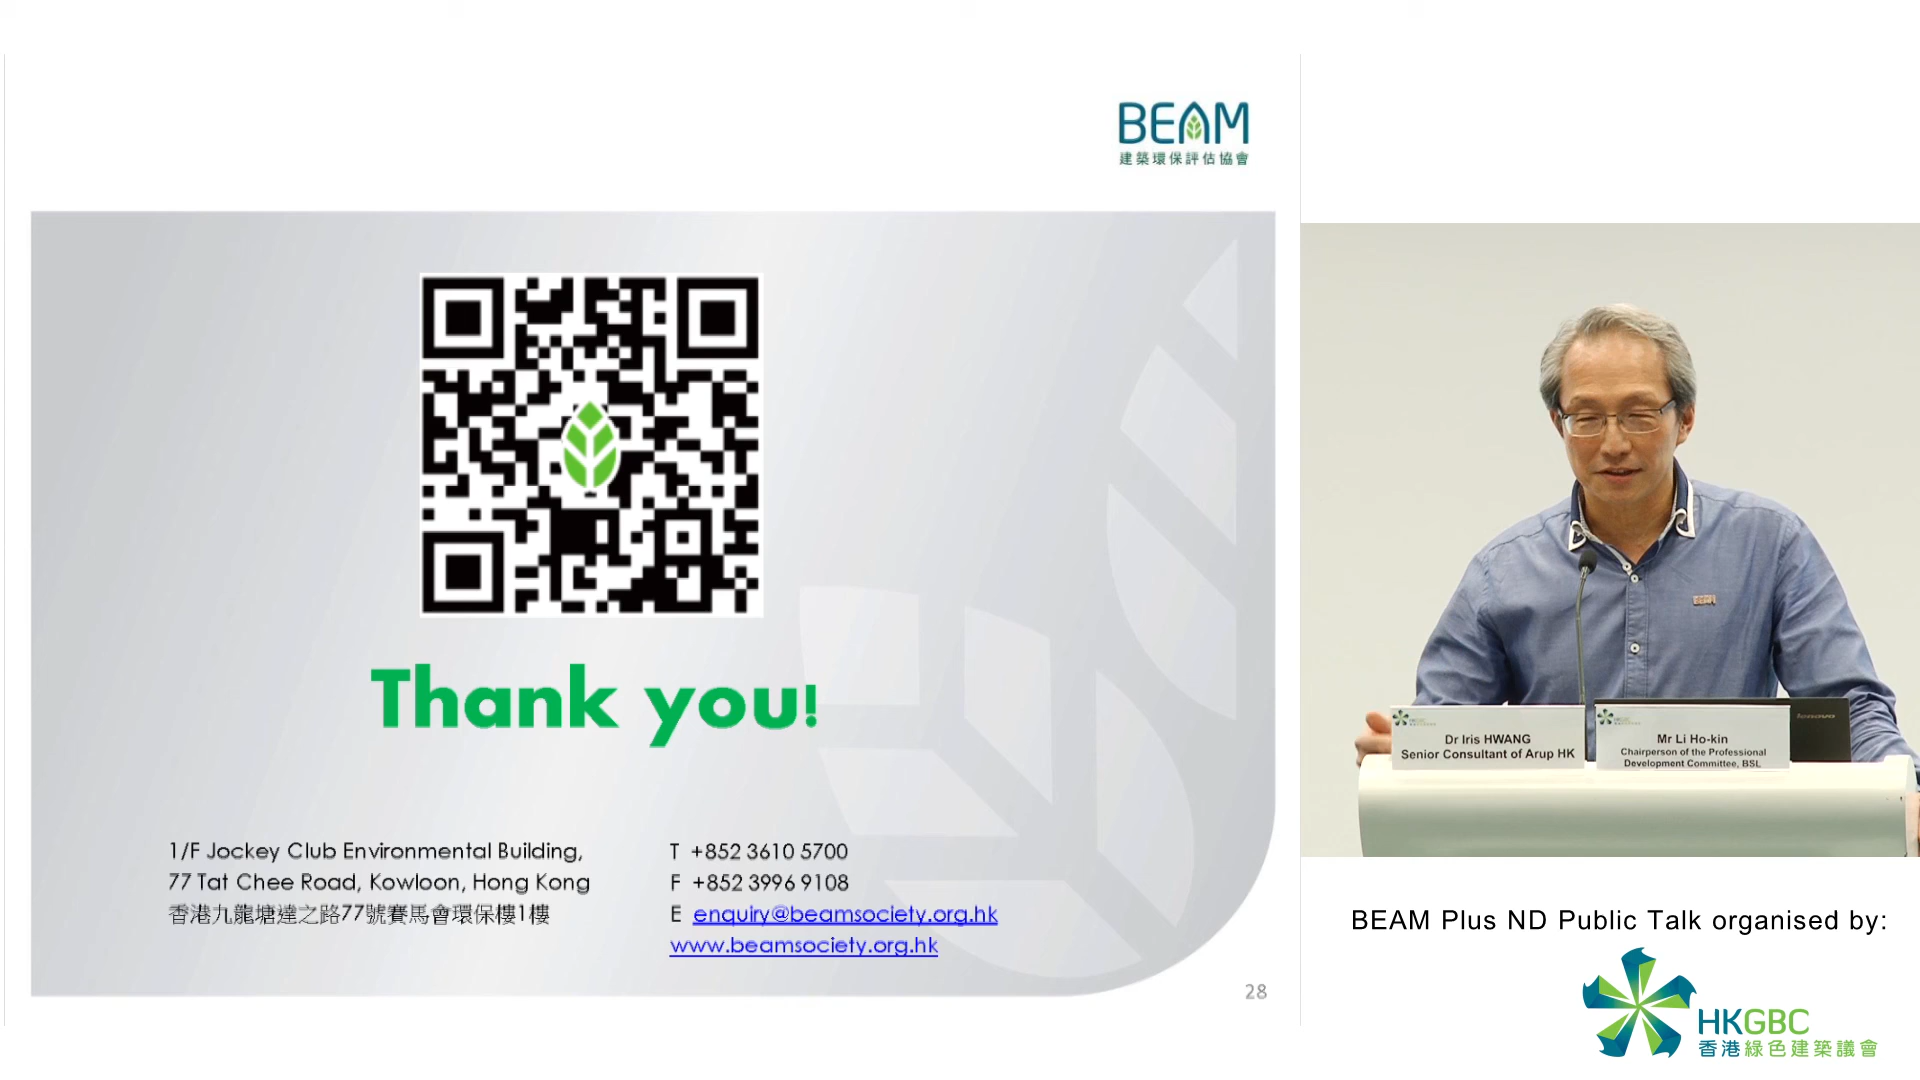 BEAM
建築環保評估協會
Thank you!
1/F Jockey Club Environmental Building,
77 Tat Chee Road, Kowloon, Hong Kong
香港九龍塘達之路77號賽馬會環保樓1樓
T +852 3610 5700
F +852 3996 9108
E enquiry@beamsociety.org.hk
www.beamsociety.org.hk
28
BEAM
HKGBC
Dr Iris HWANG
Senior Consultant of Arup HK
HKGBC
Mr Li Ho-kin
Chairperson of the Professional
Development Committee, BSL
lenovo
BEAM Plus ND Public Talk organised by:
HKGBC
香港綠色建築議會